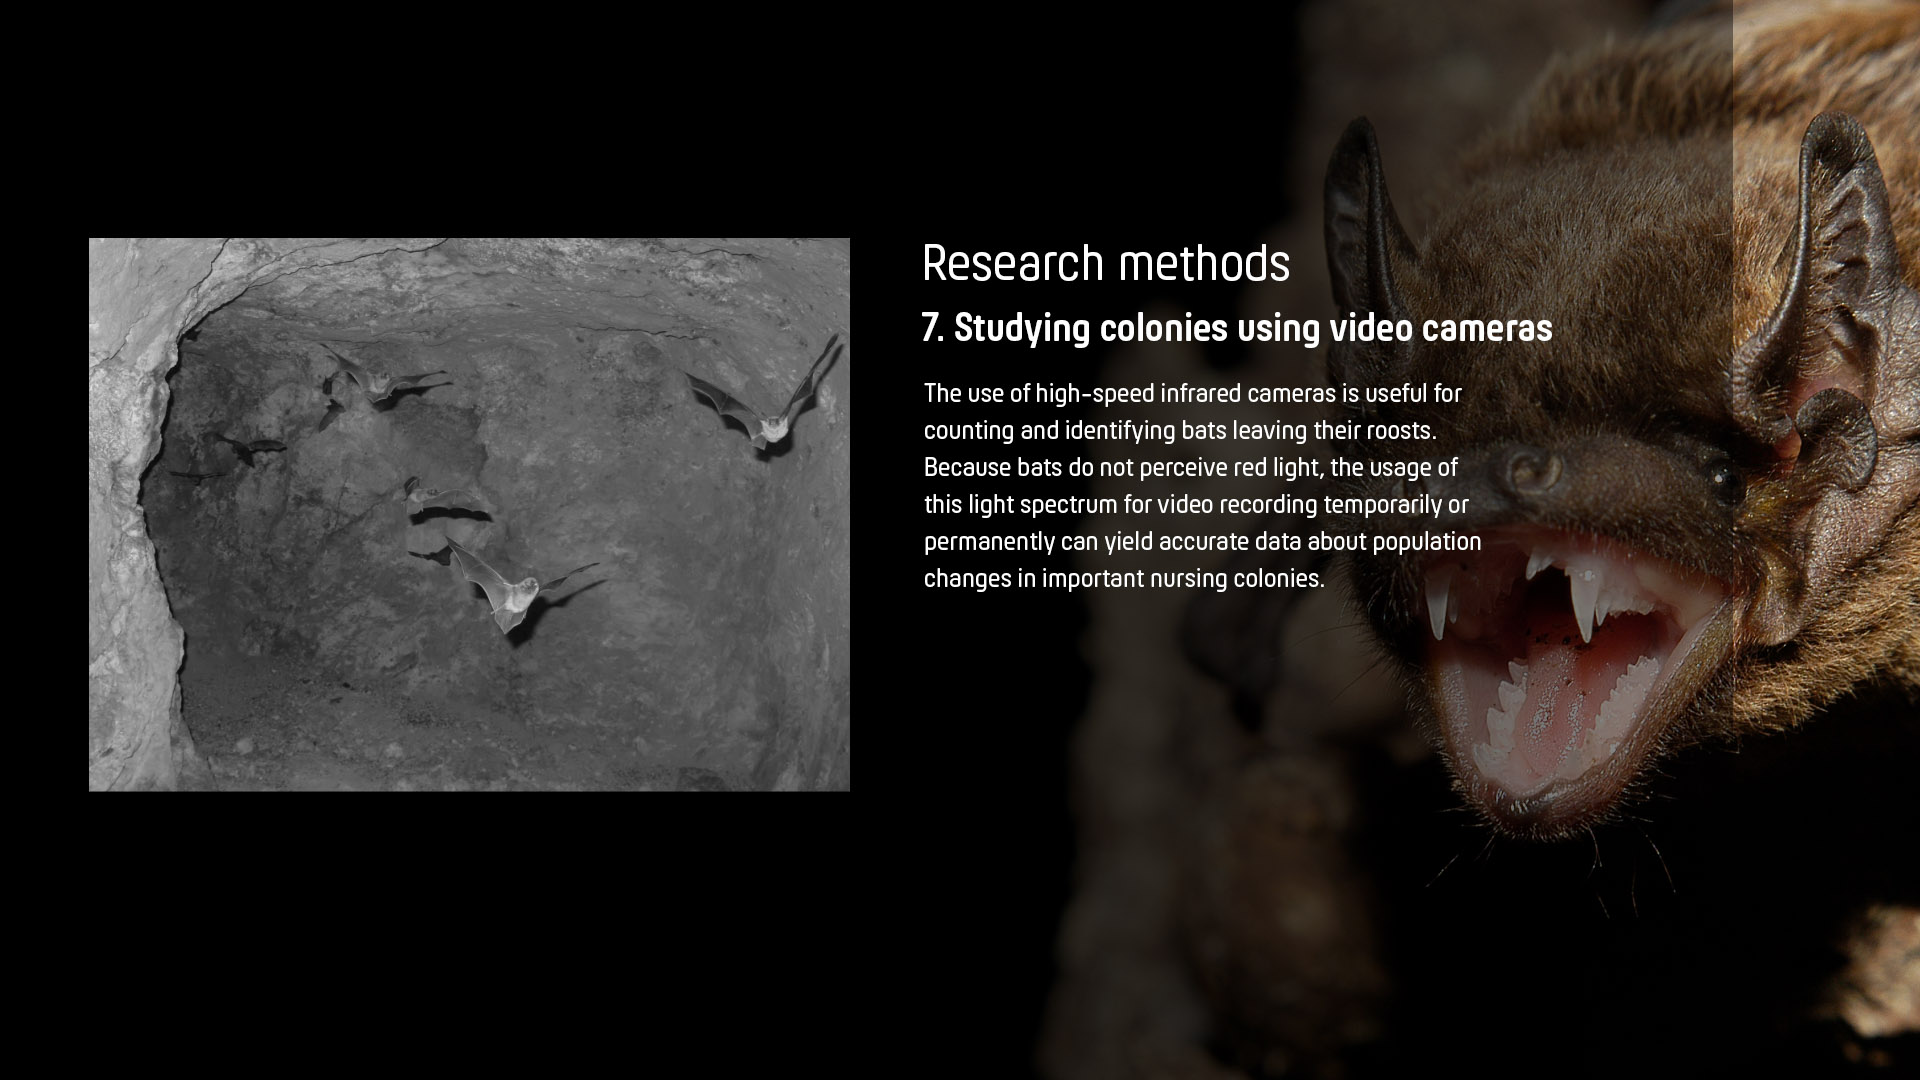 Research methods
7. Studying colonies using video cameras
The use of high-speed infrared cameras is useful for
counting and identifying bats leaving their roosts.
Because bats do not perceive red light, the usage of
this light spectrum for video recording temporarily or
permanently can yield accurate data about population
changes in important nursing colonies.